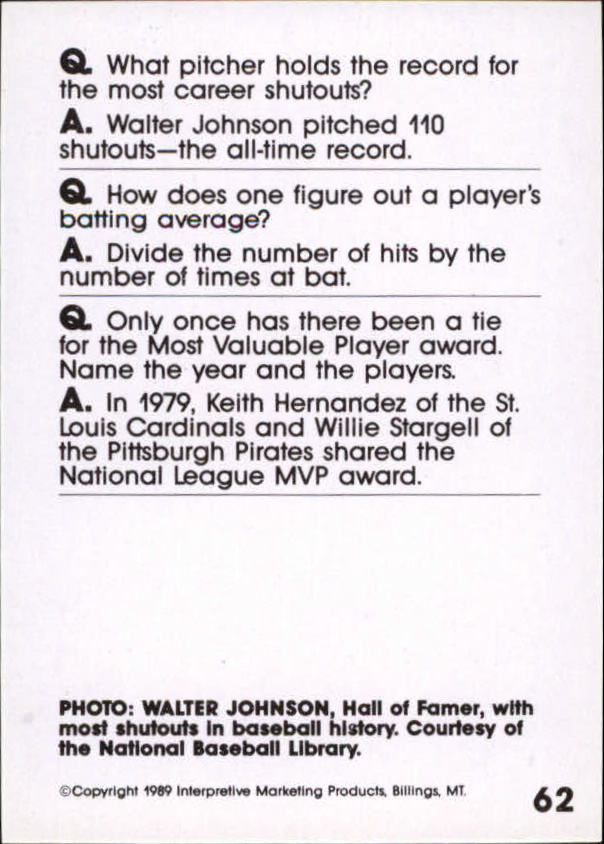 Q. What pitcher holds the record for
the most career shutouts?
A. Walter Johnson pitched 110
shutouts—the all-time record.
Q. How does one figure out a player's
batting average?
A. Divide the number of hits by the
number of times at bat.
Q. Only once has there been a tie
for the Most Valuable Player award.
Name the year and the players.
A. In 1979, Keith Hernandez of the St.
Louis Cardinals and Willie Stargell of
the Pittsburgh Pirates shared the
National League MVP award.
PHOTO: WALTER JOHNSON, Hall of Famer, with
most shutouts in baseball history. Courtesy of
the National Baseball Library.
©Copyright 1989 Interpretive Marketing Products, Billings, MT.
62